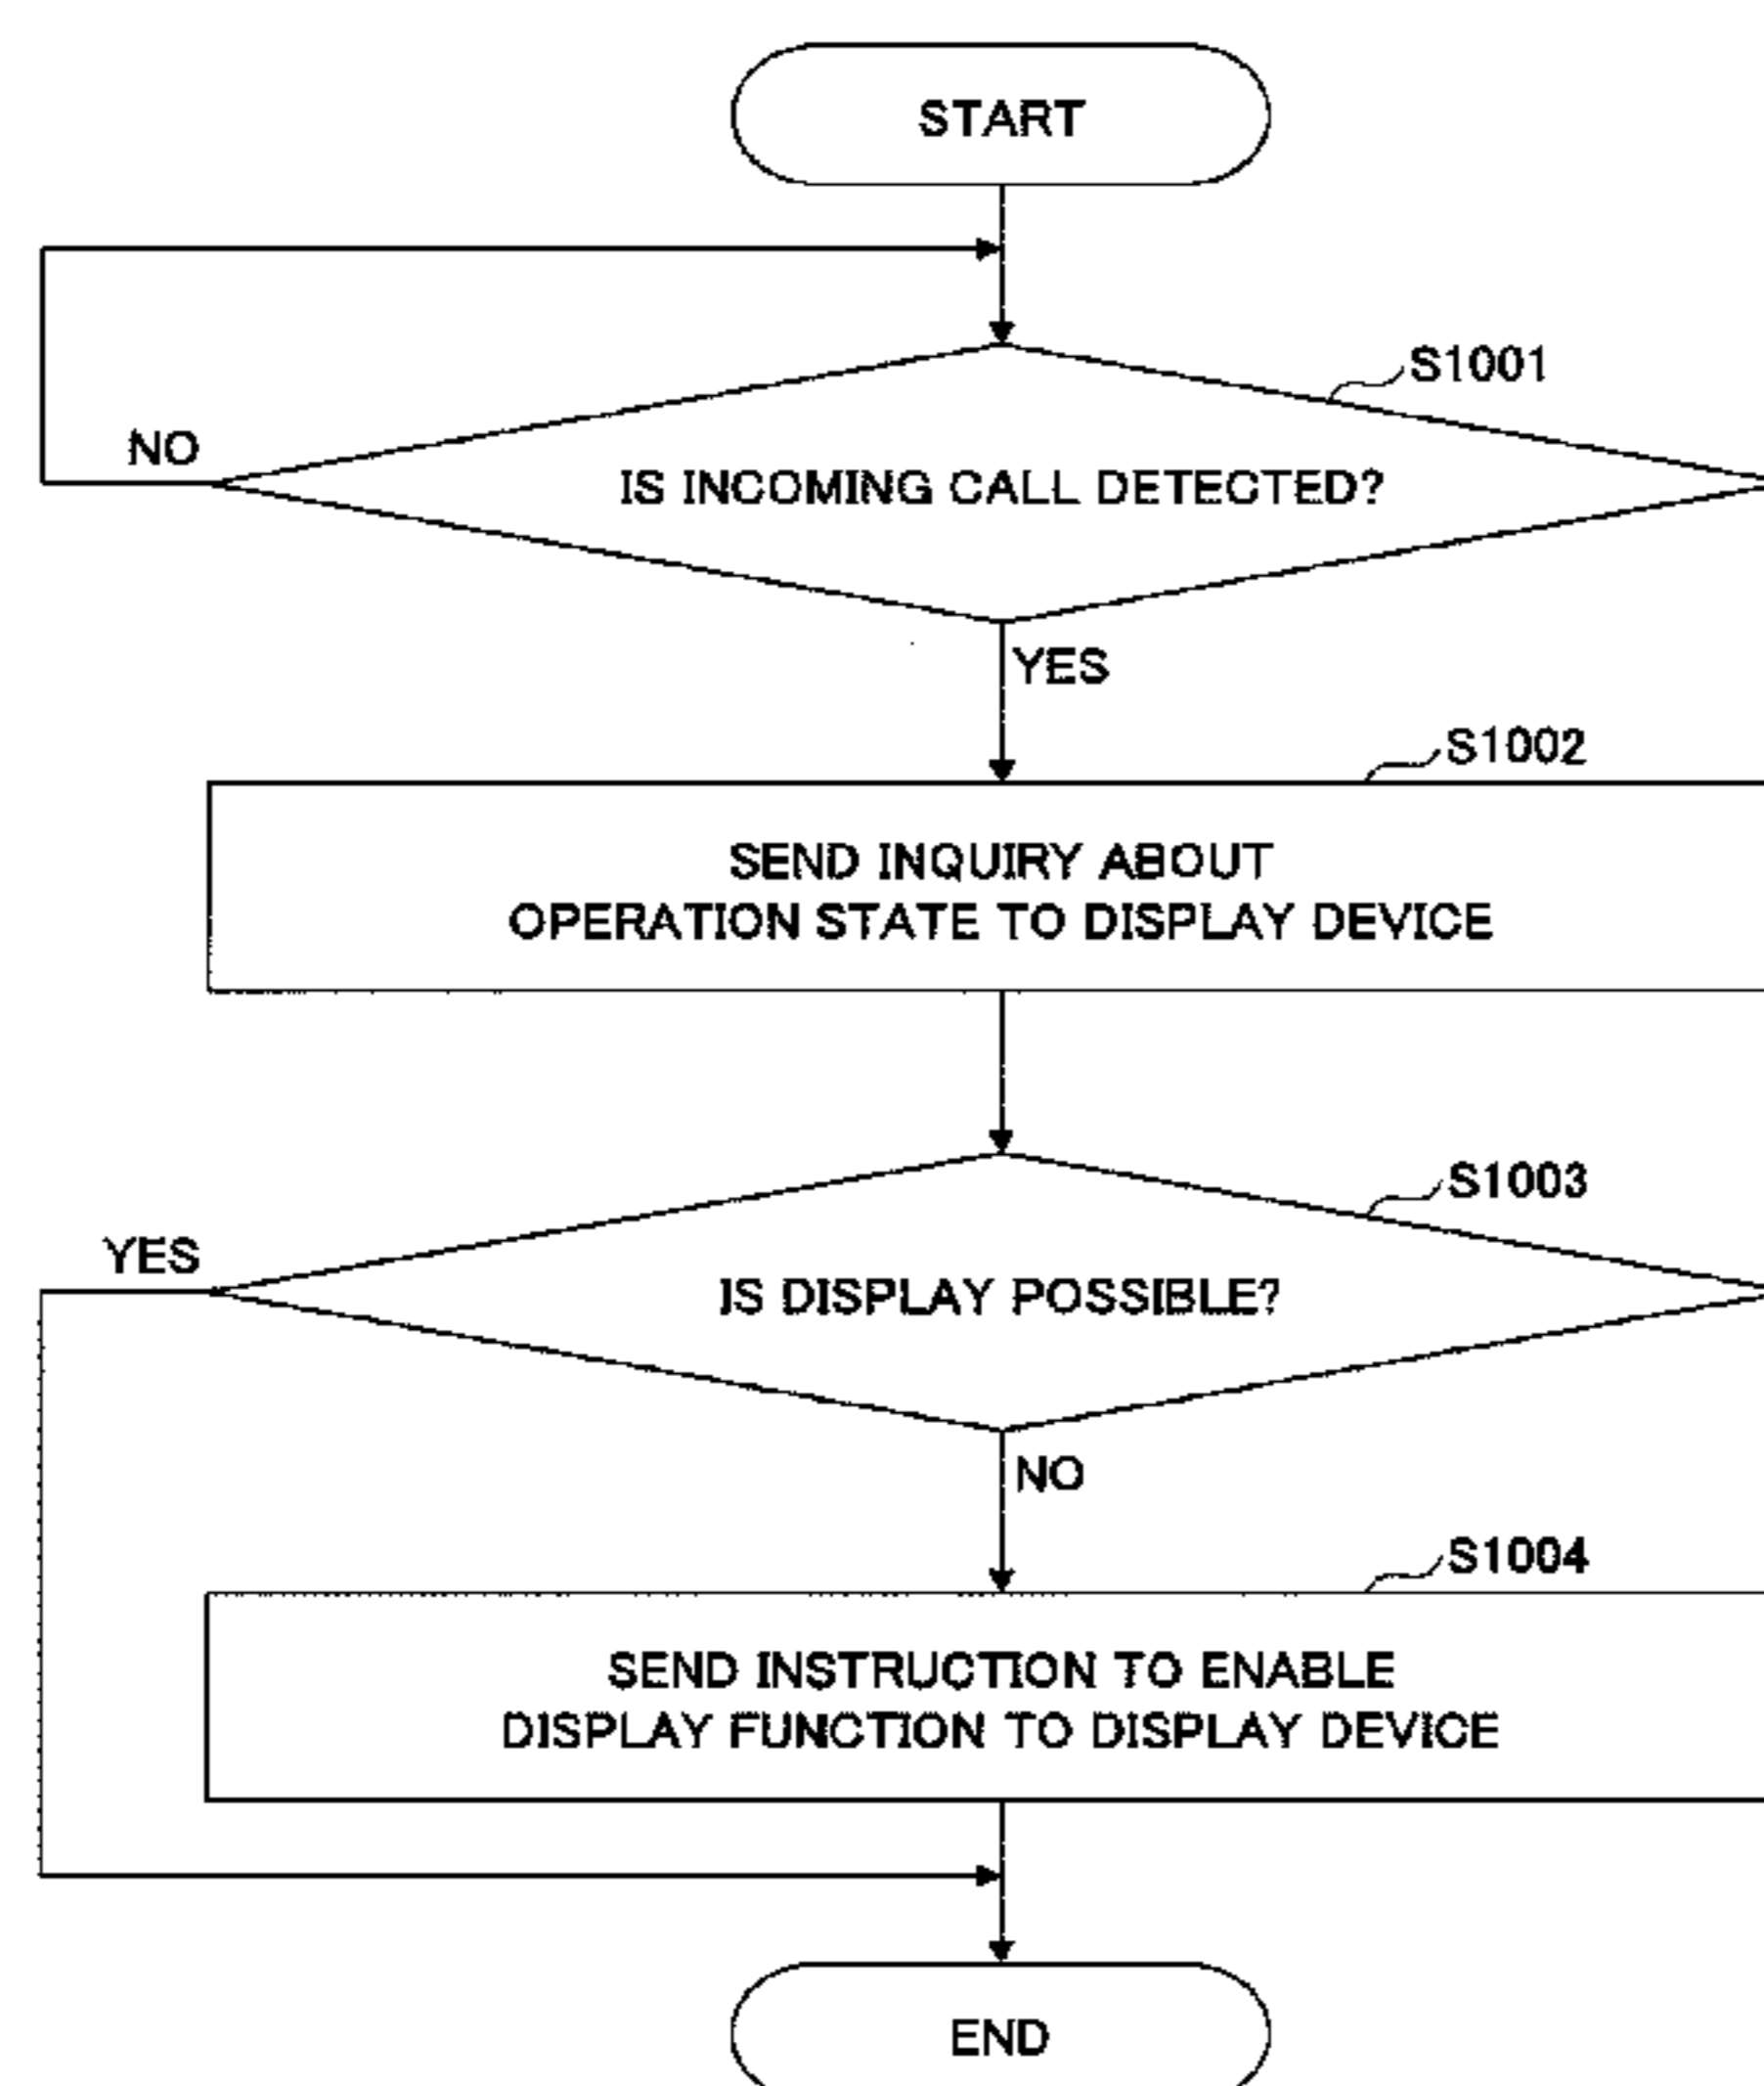 START
S1001
NO
IS INCOMING CALL DETECTED?
YES
S1002
SEND INQUIRY ABOUT
OPERATION STATE TO DISPLAY DEVICE
S1003
YES
IS DISPLAY POSSIBLE?
NO
S1004
SEND INSTRUCTION TO ENABLE
DISPLAY FUNCTION TO DISPLAY DEVICE
END